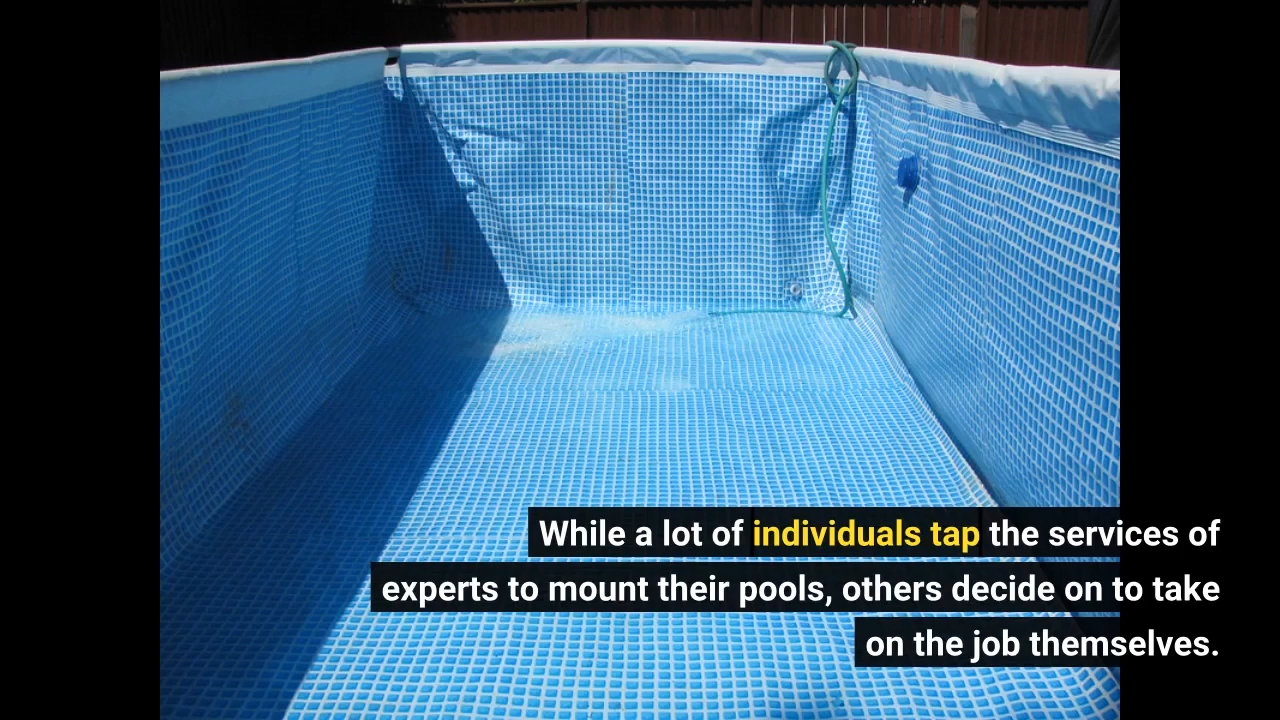 While a lot of individuals tap the services of
experts to mount their pools, others decide on to take
on the job themselves.